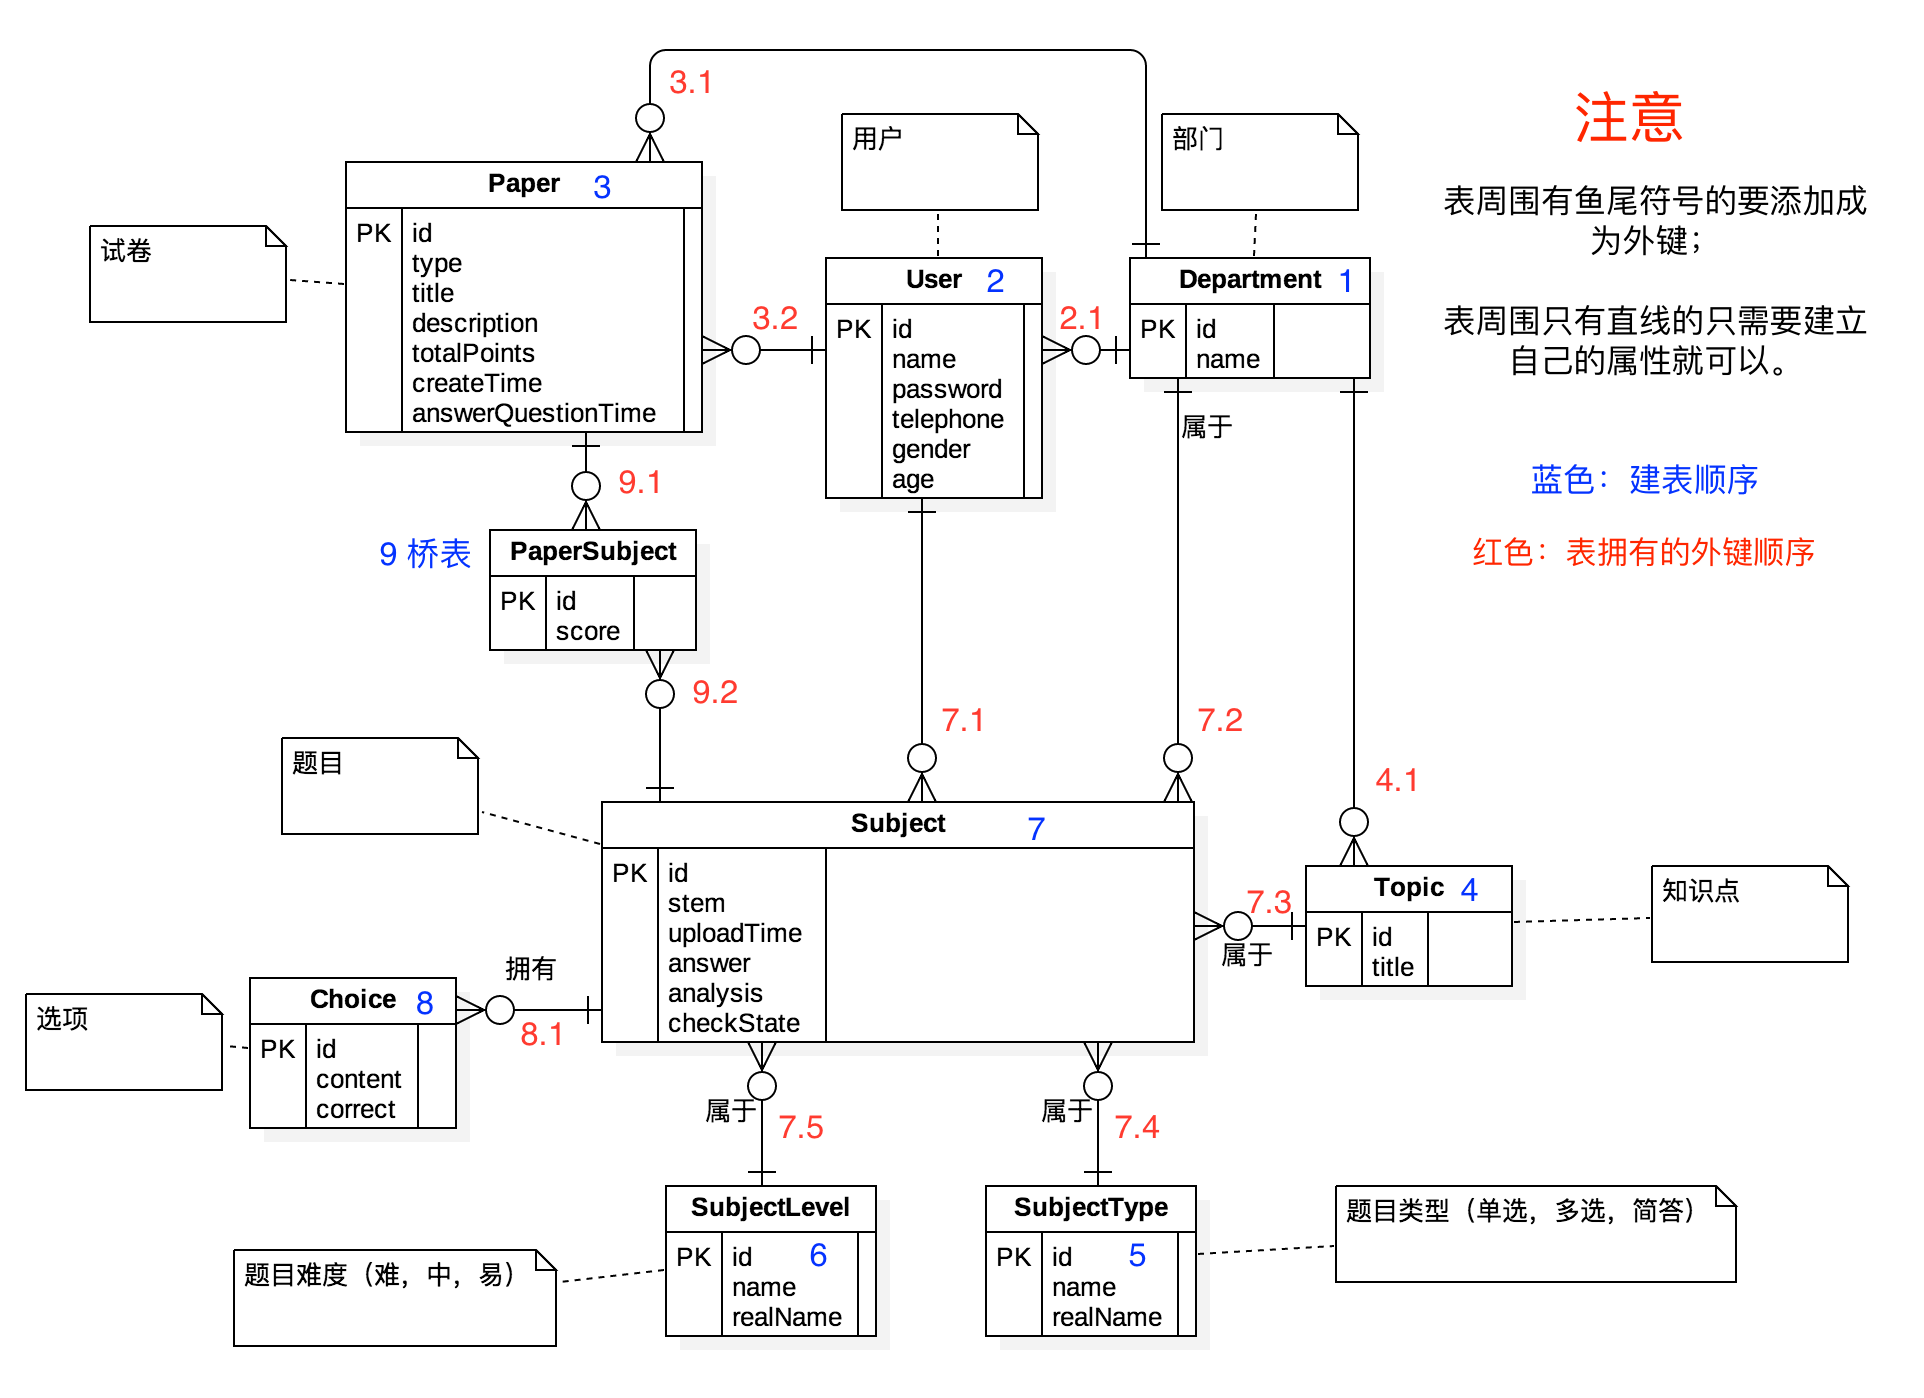 3.1
注意
用户
部门
Paper 3
PK id
type
title
description
totalPoints
createTime
answerQuestionTime
试卷
表周围有鱼尾符号的要添加成
为外键；
User 2
PK id
name
password
telephone
gender
age
Department 1
PK id
name
3.2
2.1
表周围只有直线的只需要建立
自己的属性就可以。
属于
蓝色：建表顺序
9.1
9 桥表
PaperSubject
PK id
score
红色：表拥有的外键顺序
9.2
7.1
7.2
题目
4.1
Subject 7
PK id
stem
uploadTime
answer
analysis
checkState
7.3
属于
Topic 4
PK id
title
知识点
拥有
8.1
Choice 8
PK id
content
correct
选项
属于
7.5
属于
7.4
SubjectLevel
PK id 6
name
realName
SubjectType
PK id 5
name
realName
题目类型（单选，多选，简答）
题目难度（难，中，易）